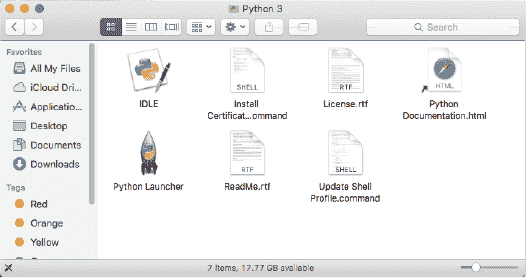 Python 3
Search
Favorites
All My Files
iCloud Dri...
Applicatio...
Desktop
Documents
Downloads
Tags
Red
Orange
Yellow
IDLE
SHELL
Install
Certificat...ommand
RTF
License.rtf
HTML
Python
Documentation.html
Python Launcher
RTF
ReadMe.rtf
SHELL
Update Shell
Profile.command
7 items, 17.77 GB available